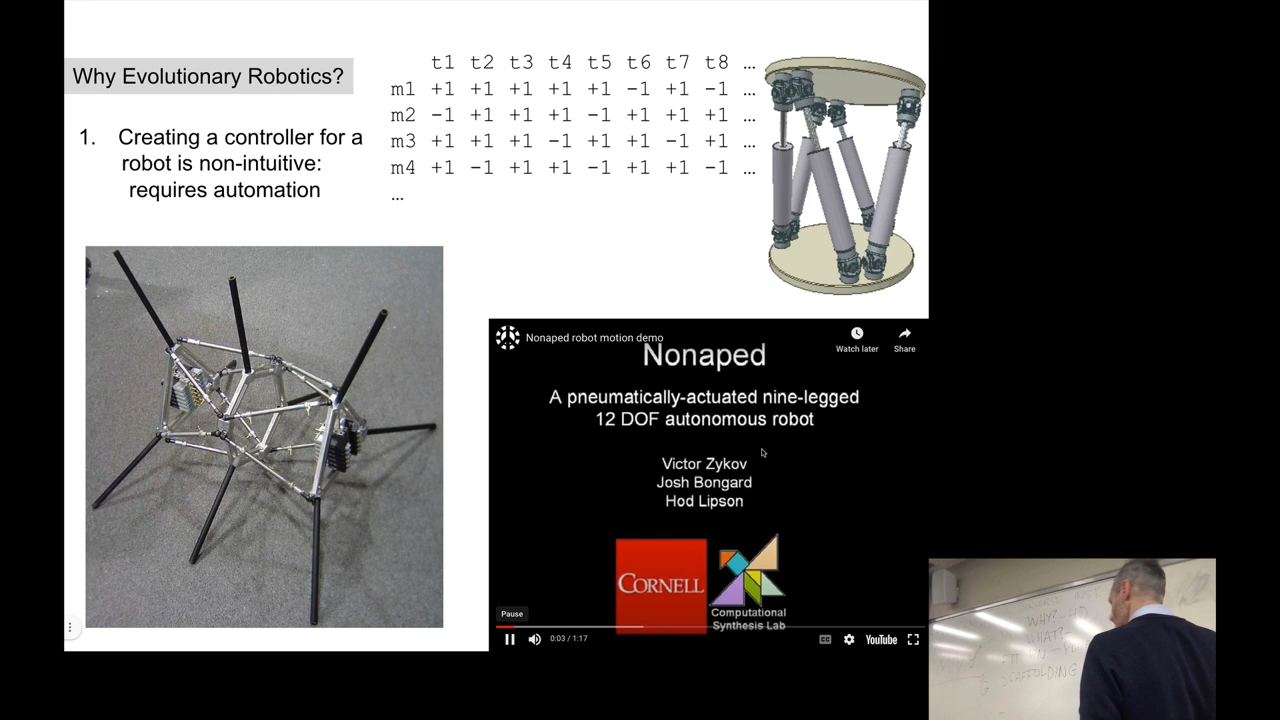 Why Evolutionary Robotics?
1. Creating a controller for a
robot is non-intuitive:
requires automation
t1 t2 t3 t4 t5 t6 t7 t8 …
m1 +1 +1 +1 +1 +1 -1 +1 -1 …
m2 -1 +1 +1 +1 -1 +1 +1 +1 …
m3 +1 +1 +1 -1 +1 +1 -1 +1 …
m4 +1 -1 +1 +1 -1 +1 +1 -1 …
…
Nonaped robot motion demo
Watch later
Share
Nonaped
A pneumatically-actuated nine-legged
12 DOF autonomous robot
Victor Zykov
Josh Bongard
Hod Lipson
CORNELL
Computational
Synthesis Lab
Pause
0:03 / 1:17
CC
YouTube
WHY?
WHAT?
SCAFFOLDING